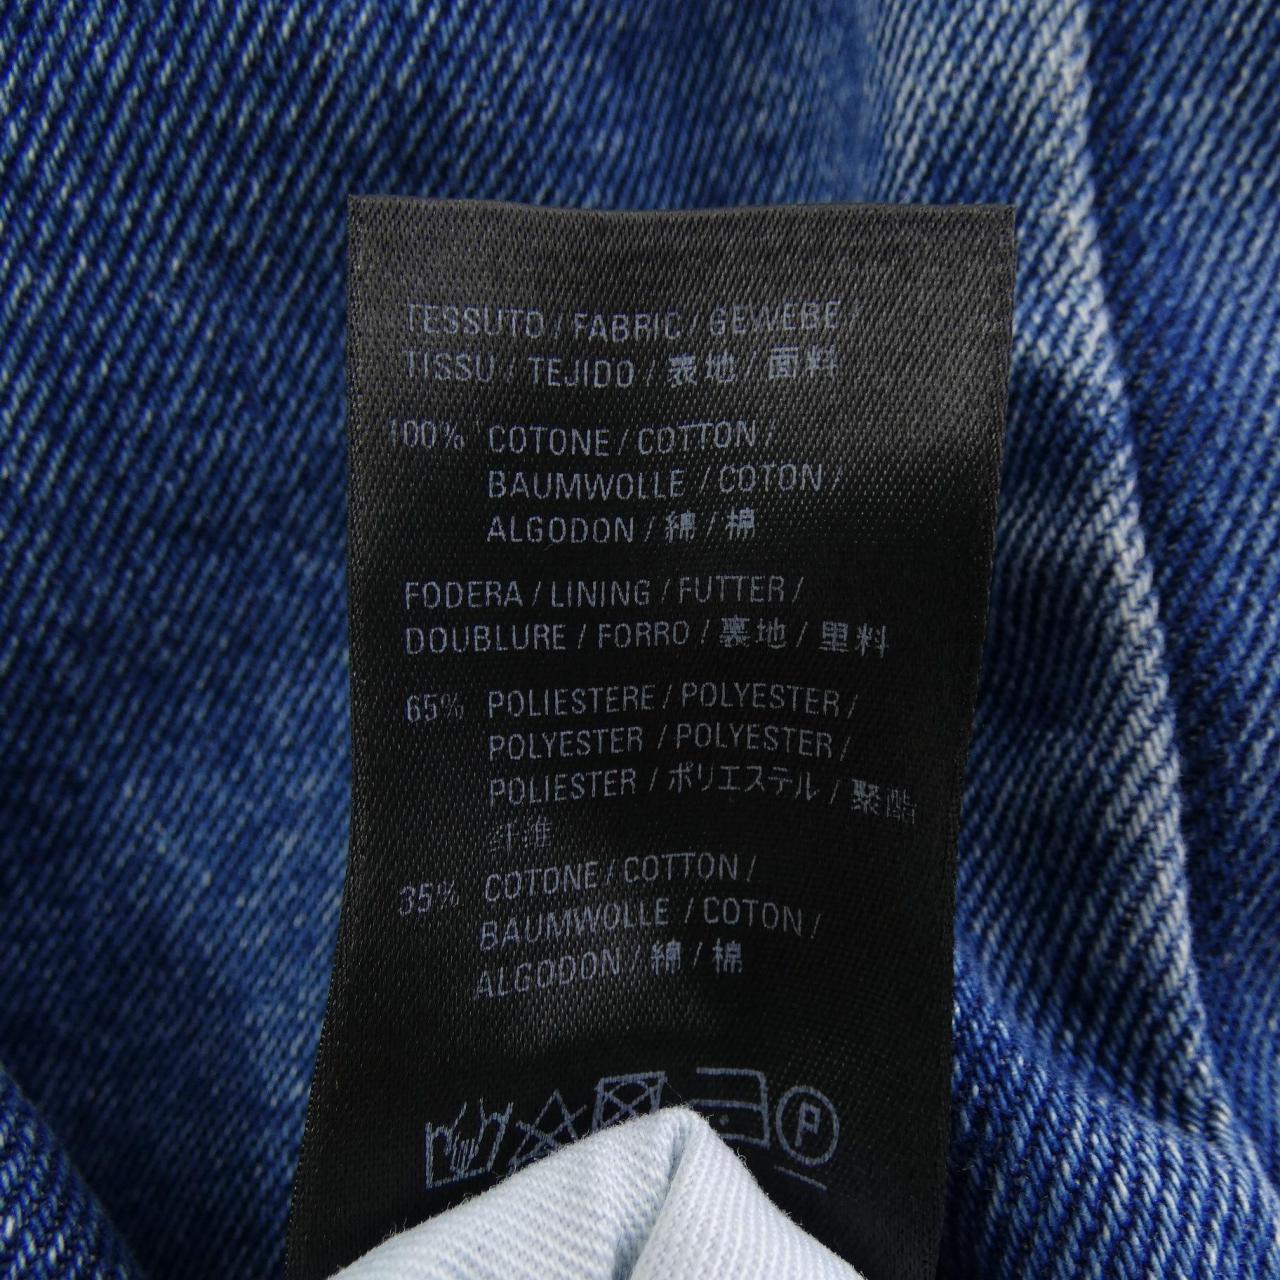 TESSUTO / FABRIC / GEWEBE /
TISSU / TEJIDO / 表地 / 面料
100% COTONE / COTTON /
BAUMWOLLE / COTON /
ALGODON / 綿 / 棉
FODERA / LINING / FUTTER /
DOUBLURE / FORRO / 裏地 / 里料
65% POLIESTERE / POLYESTER /
POLYESTER / POLYESTER /
POLIESTER / ポリエステル / 聚酯
纤维
35% COTONE / COTTON /
BAUMWOLLE / COTON /
ALGODON / 綿 / 棉
P